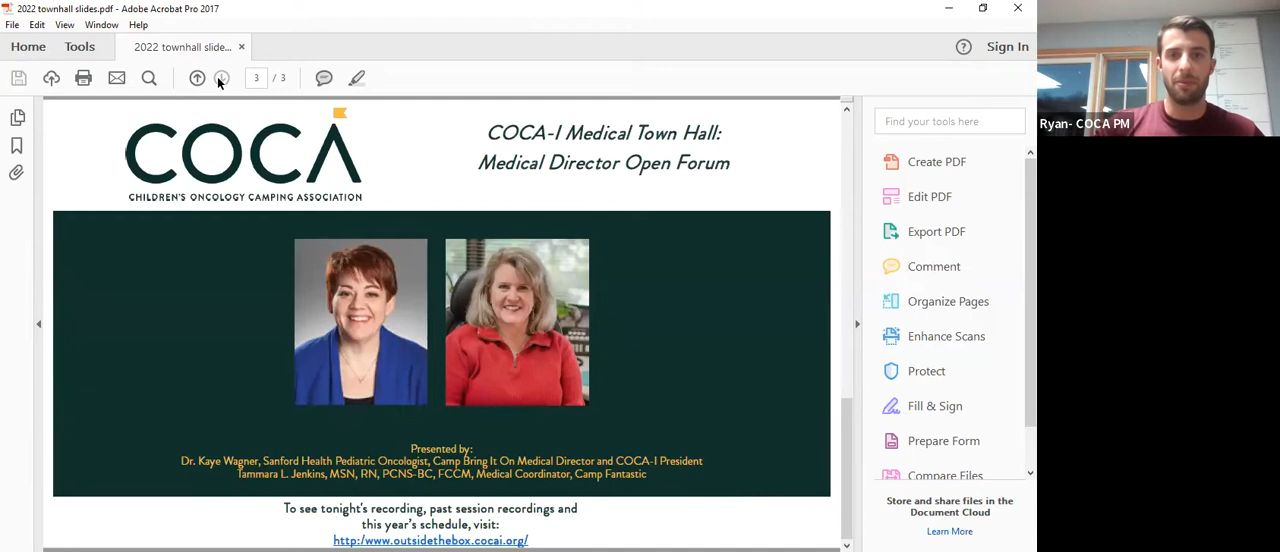 2022 townhall slides.pdf - Adobe Acrobat Pro 2017
File Edit View Window Help
Home Tools 2022 townhall slide... × Sign In
3 / 3
COCA
CHILDREN'S ONCOLOGY CAMPING ASSOCIATION
COCA-I Medical Town Hall:
Medical Director Open Forum
Presented by:
Dr. Kaye Wagner, Sanford Health Pediatric Oncologist, Camp Bring It On Medical Director and COCA-I President
Tammara L. Jenkins, MSN, RN, PCNS-BC, FCCM, Medical Coordinator, Camp Fantastic
To see tonight's recording, past session recordings and
this year's schedule, visit:
http:/www.outsidethebox.cocai.org/
Find your tools here
Create PDF
Edit PDF
Export PDF
Comment
Organize Pages
Enhance Scans
Protect
Fill & Sign
Prepare Form
Compare Files
Store and share files in the
Document Cloud
Learn More
Ryan- COCA PM